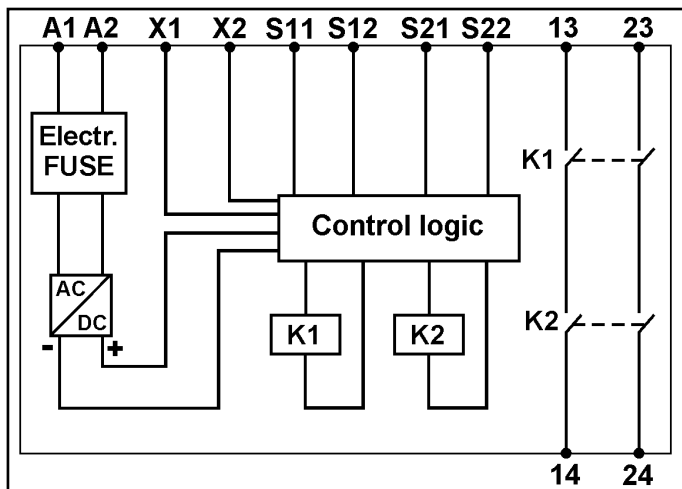 A1 A2 X1 X2 S11 S12 S21 S22 13 23
Electr.
FUSE
K1
Control logic
AC
DC
- +
K1 K2
K2
14 24